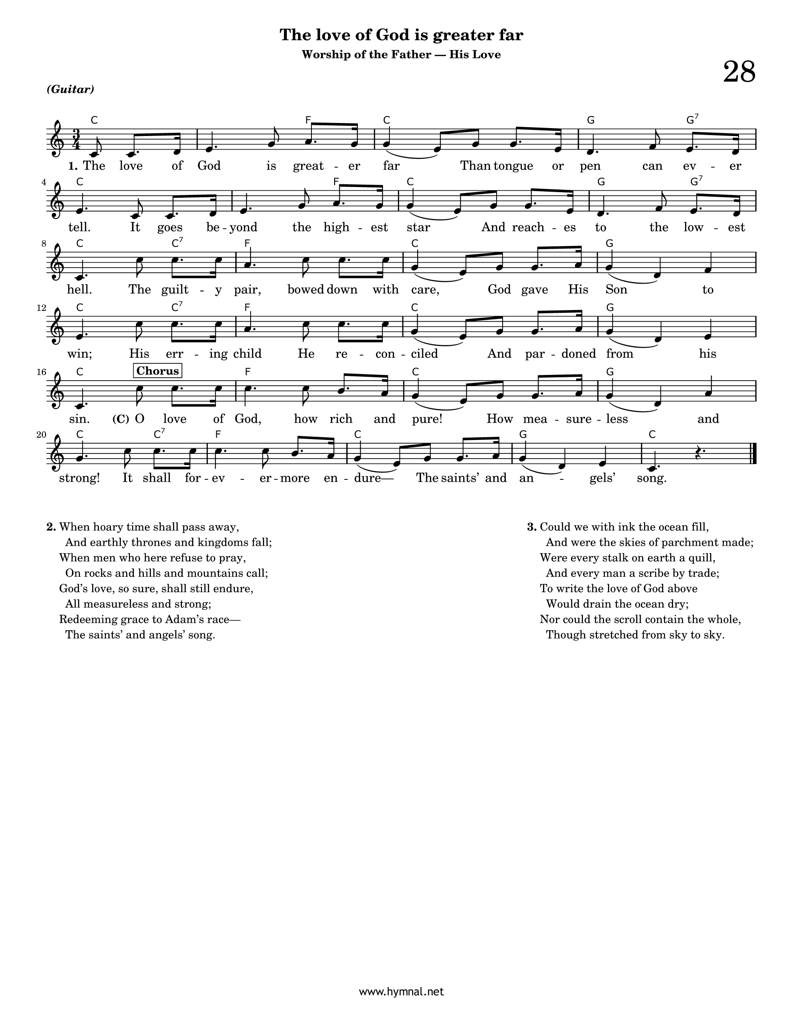 The love of God is greater far
Worship of the Father — His Love
28
(Guitar)
C F C G G7
3
4
1. The love of God is great - er far Than tongue or pen can ev - er
4 C F C G G7
tell. It goes be - yond the high - est star And reach - es to the low - est
8 C C7 F C G
hell. The guilt - y pair, bowed down with care, God gave His Son to
12 C C7 F C G
win; His err - ing child He re - con - ciled And par - doned from his
16 C Chorus C7 F C G
sin. (C) O love of God, how rich and pure! How mea - sure - less and
20 C C7 F C G C
strong! It shall for - ev - er - more en - dure— The saints' and an - gels' song.
2. When hoary time shall pass away,
And earthly thrones and kingdoms fall;
When men who here refuse to pray,
On rocks and hills and mountains call;
God's love, so sure, shall still endure,
All measureless and strong;
Redeeming grace to Adam's race—
The saints' and angels' song.
3. Could we with ink the ocean fill,
And were the skies of parchment made;
Were every stalk on earth a quill,
And every man a scribe by trade;
To write the love of God above
Would drain the ocean dry;
Nor could the scroll contain the whole,
Though stretched from sky to sky.
www.hymnal.net